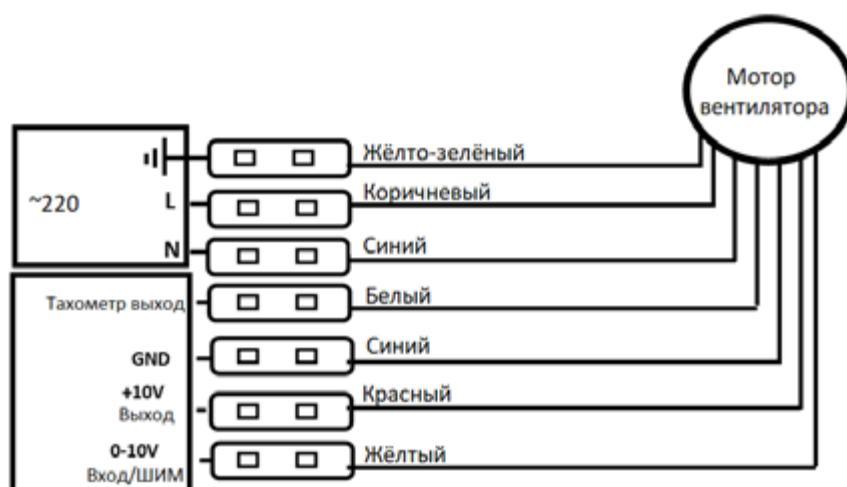 Мотор
вентилятора
Жёлто-зелёный
~220
L
Коричневый
N
Синий
Тахометр выход
Белый
GND
Синий
+10V
Выход
Красный
0-10V
Вход/ШИМ
Жёлтый